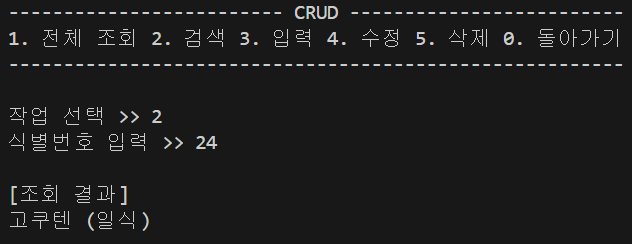 ------------------------- CRUD -------------------------
1. 전체 조회 2. 검색 3. 입력 4. 수정 5. 삭제 0. 돌아가기
--------------------------------------------------------
작업 선택 >> 2
식별번호 입력 >> 24
[조회 결과]
고쿠텐 (일식)